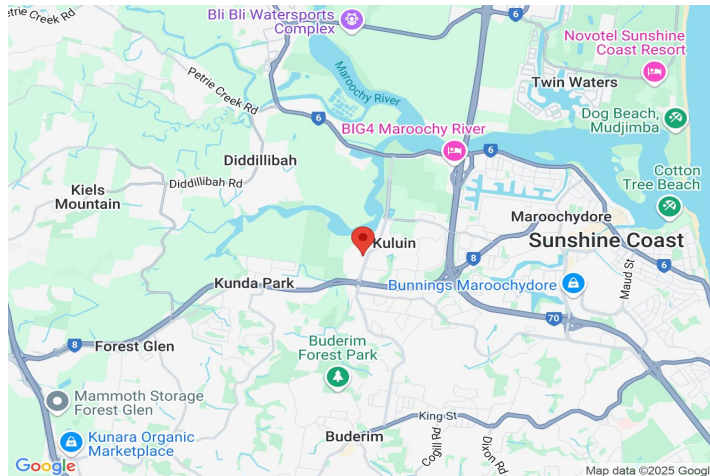 etrie Creek Rd
Bli Bli Watersports
Complex
6
Novotel Sunshine
Coast Resort
Petrie Creek Rd
Maroochy River
Twin Waters
6
Dog Beach,
Mudjimba
BIG4 Maroochy River
6
Diddillibah
Diddillibah Rd
Kiels
Mountain
Cotton
Tree Beach
Maroochydore
Kuluin
Sunshine Coast
8
6
Maud St
Kunda Park
Bunnings Maroochydore
70
8
Forest Glen
Buderim
Forest Park
Mammoth Storage
Forest Glen
King St
Kunara Organic
Marketplace
Buderim
Cogill Rd
Dixon Rd
Google
Map data ©2025 Googl